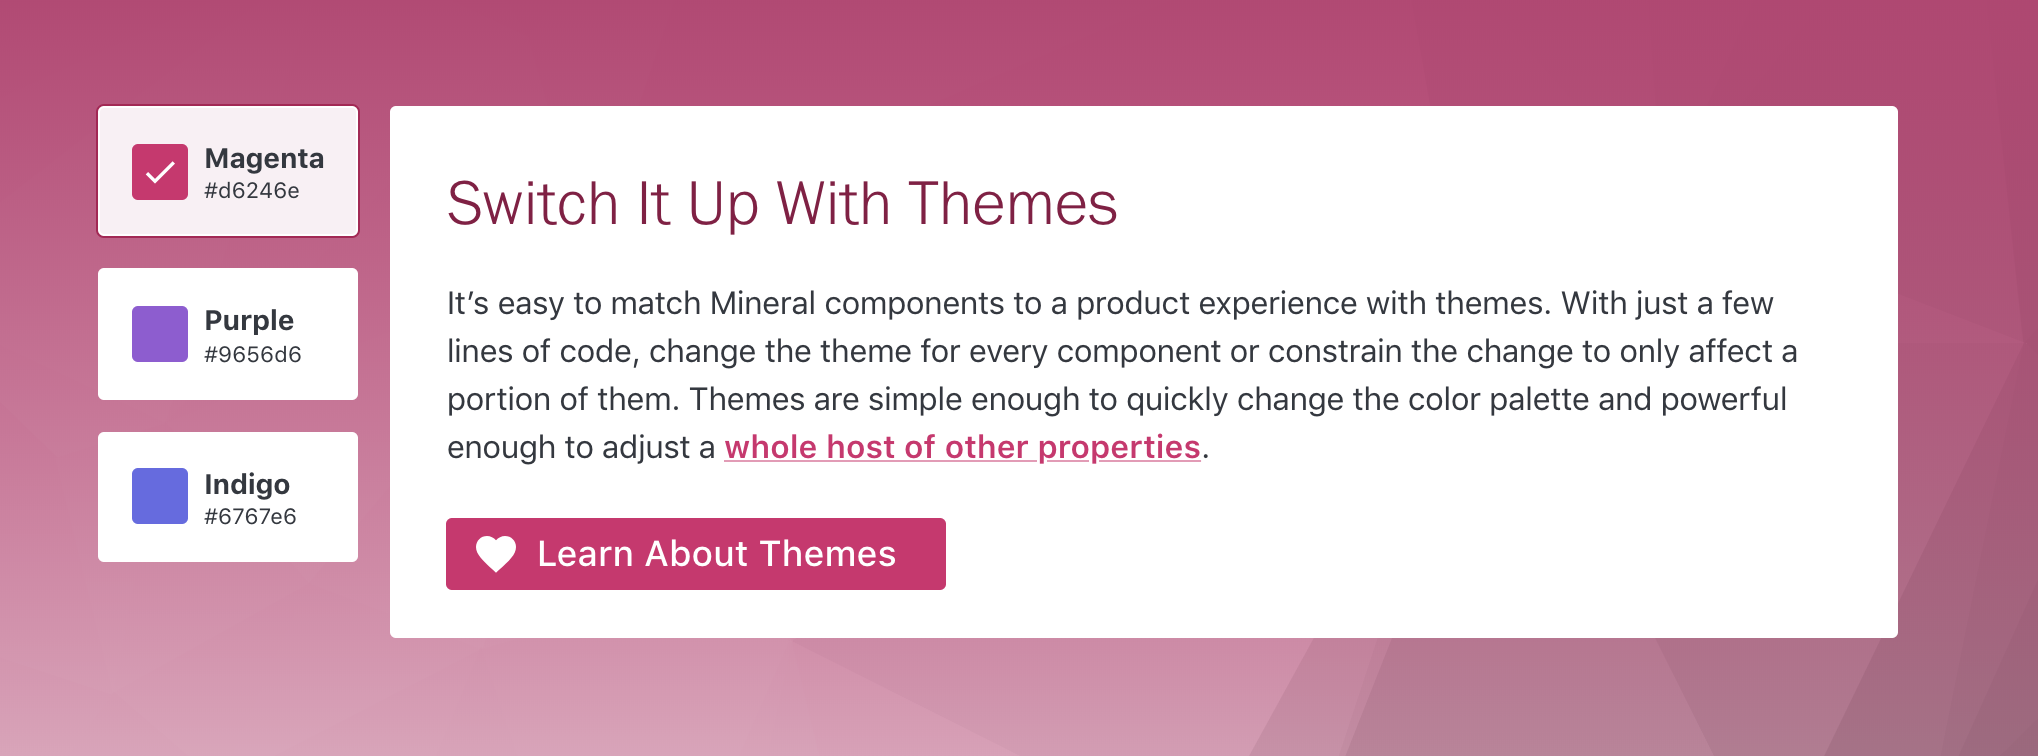 Magenta
#d6246e
Purple
#9656d6
Indigo
#6767e6
Switch It Up With Themes
It’s easy to match Mineral components to a product experience with themes. With just a few
lines of code, change the theme for every component or constrain the change to only affect a
portion of them. Themes are simple enough to quickly change the color palette and powerful
enough to adjust a whole host of other properties.
Learn About Themes